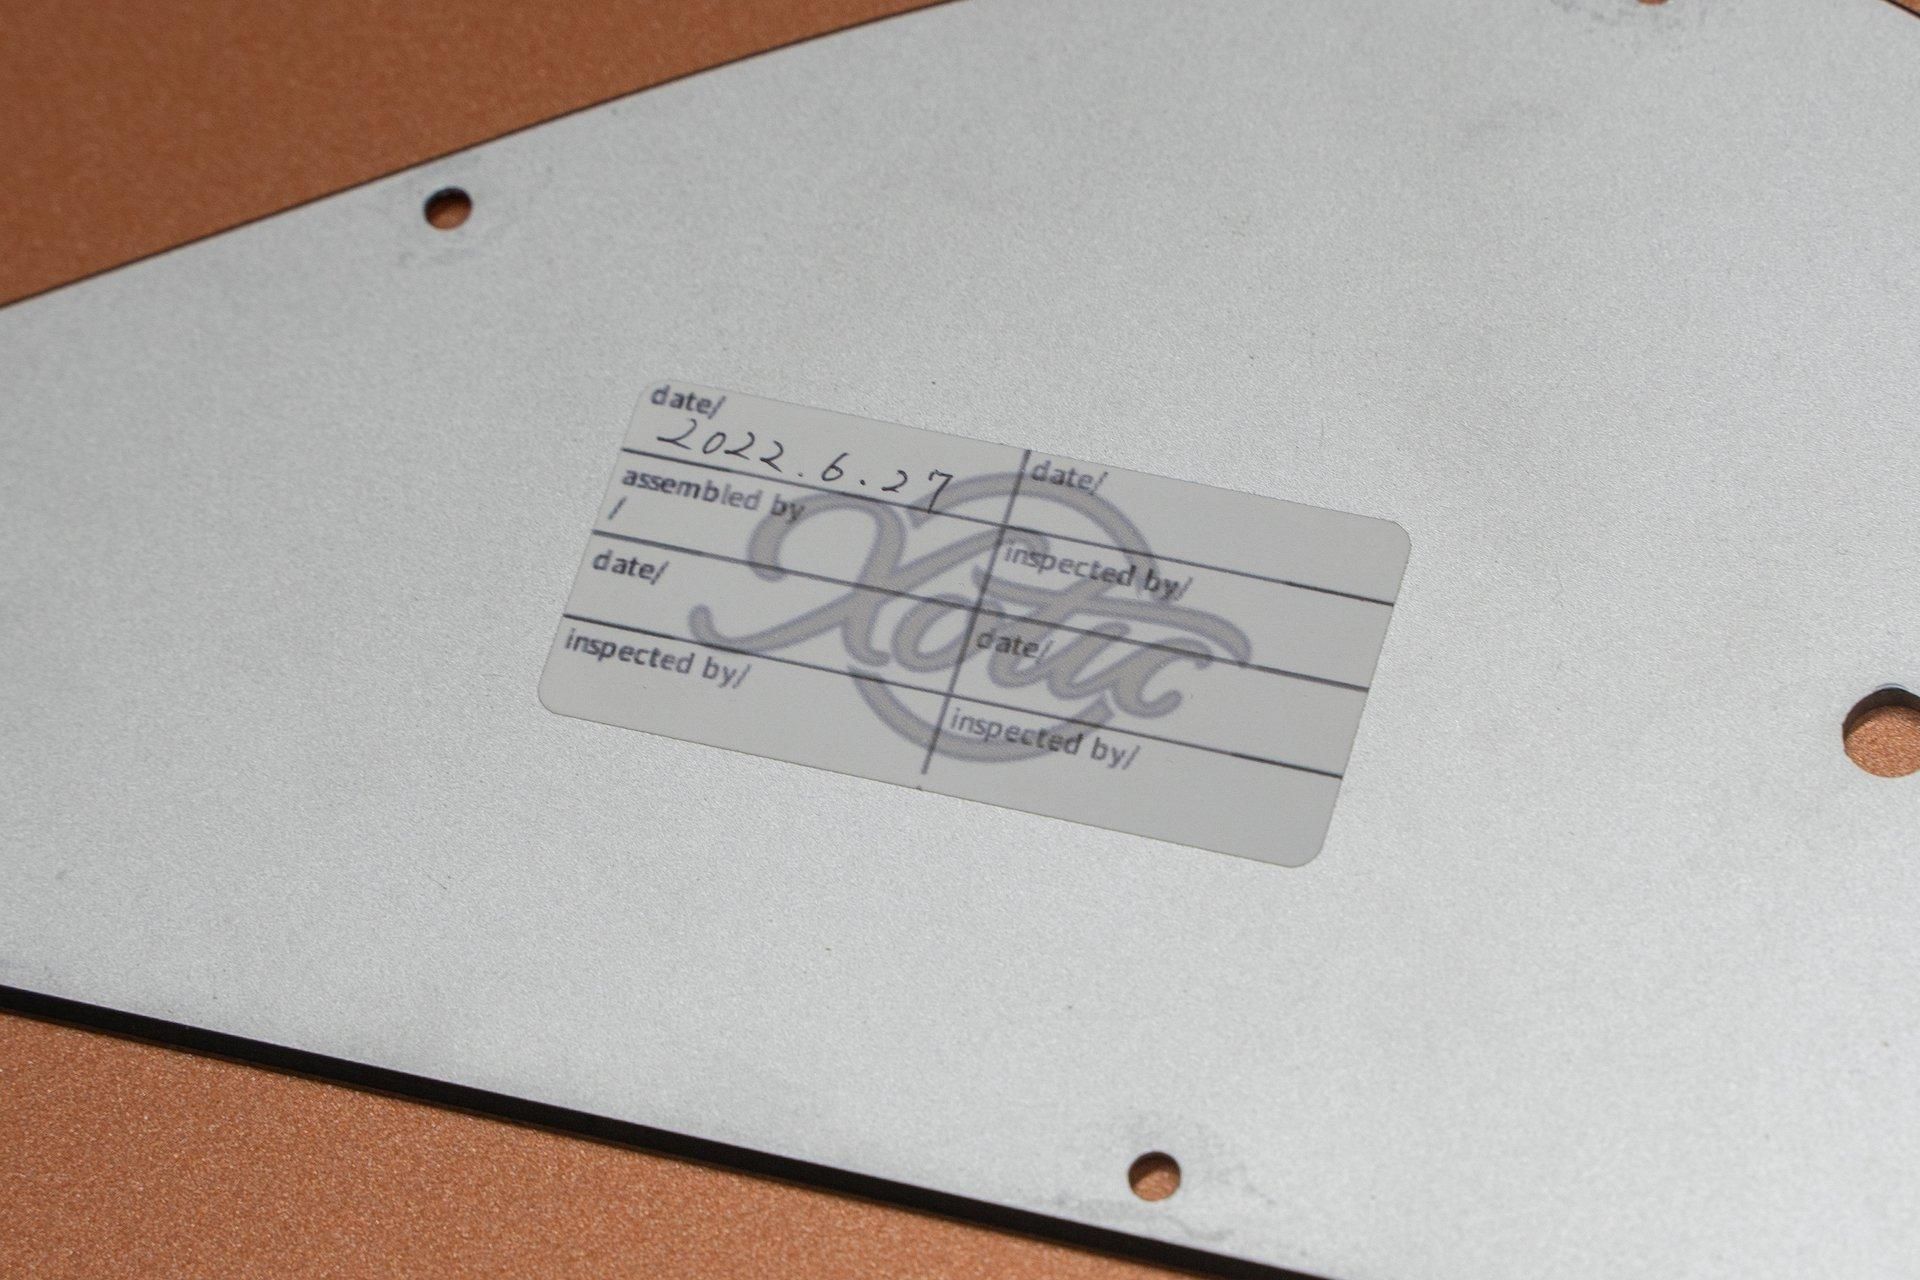 date/
2022.6.27
assembled by
/
date/
inspected by/
date/
inspected by/
date/
inspected by/
Xotic